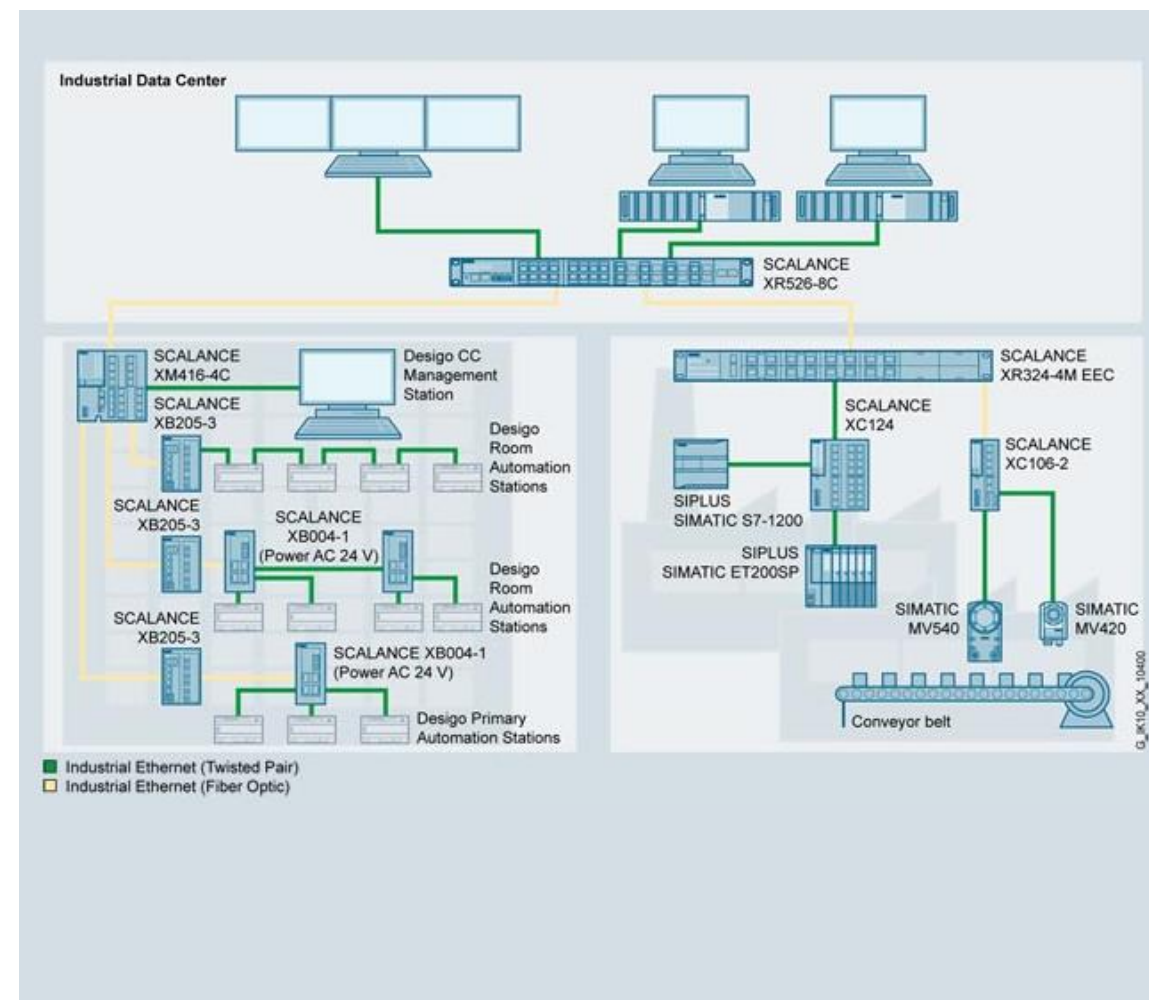 Industrial Data Center
SCALANCE
XR526-8C
SCALANCE
XM416-4C
Desigo CC
Management
Station
SCALANCE
XB205-3
Desigo
Room
Automation
Stations
SCALANCE
XB205-3
SCALANCE
XB004-1
(Power AC 24 V)
Desigo
Room
Automation
Stations
SCALANCE
XB205-3
SCALANCE XB004-1
(Power AC 24 V)
Desigo Primary
Automation Stations
SCALANCE
XR324-4M EEC
SCALANCE
XC124
SCALANCE
XC106-2
SIPLUS
SIMATIC S7-1200
SIPLUS
SIMATIC ET200SP
SIMATIC
MV540
SIMATIC
MV420
Conveyor belt
G_IK10_XX_10400
Industrial Ethernet (Twisted Pair)
Industrial Ethernet (Fiber Optic)